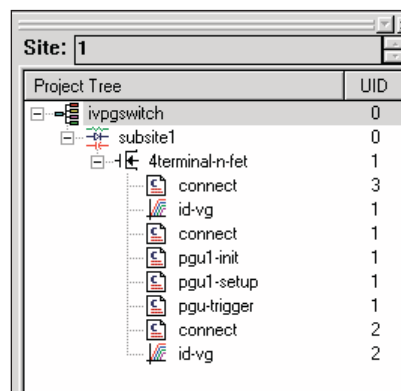 Site: 1
Project Tree UID
ivpgswitch 0
subsite1 0
4terminal-n-fet 1
connect 3
id-vg 1
connect 1
pgu1-init 1
pgu1-setup 1
pgu-trigger 1
connect 2
id-vg 2